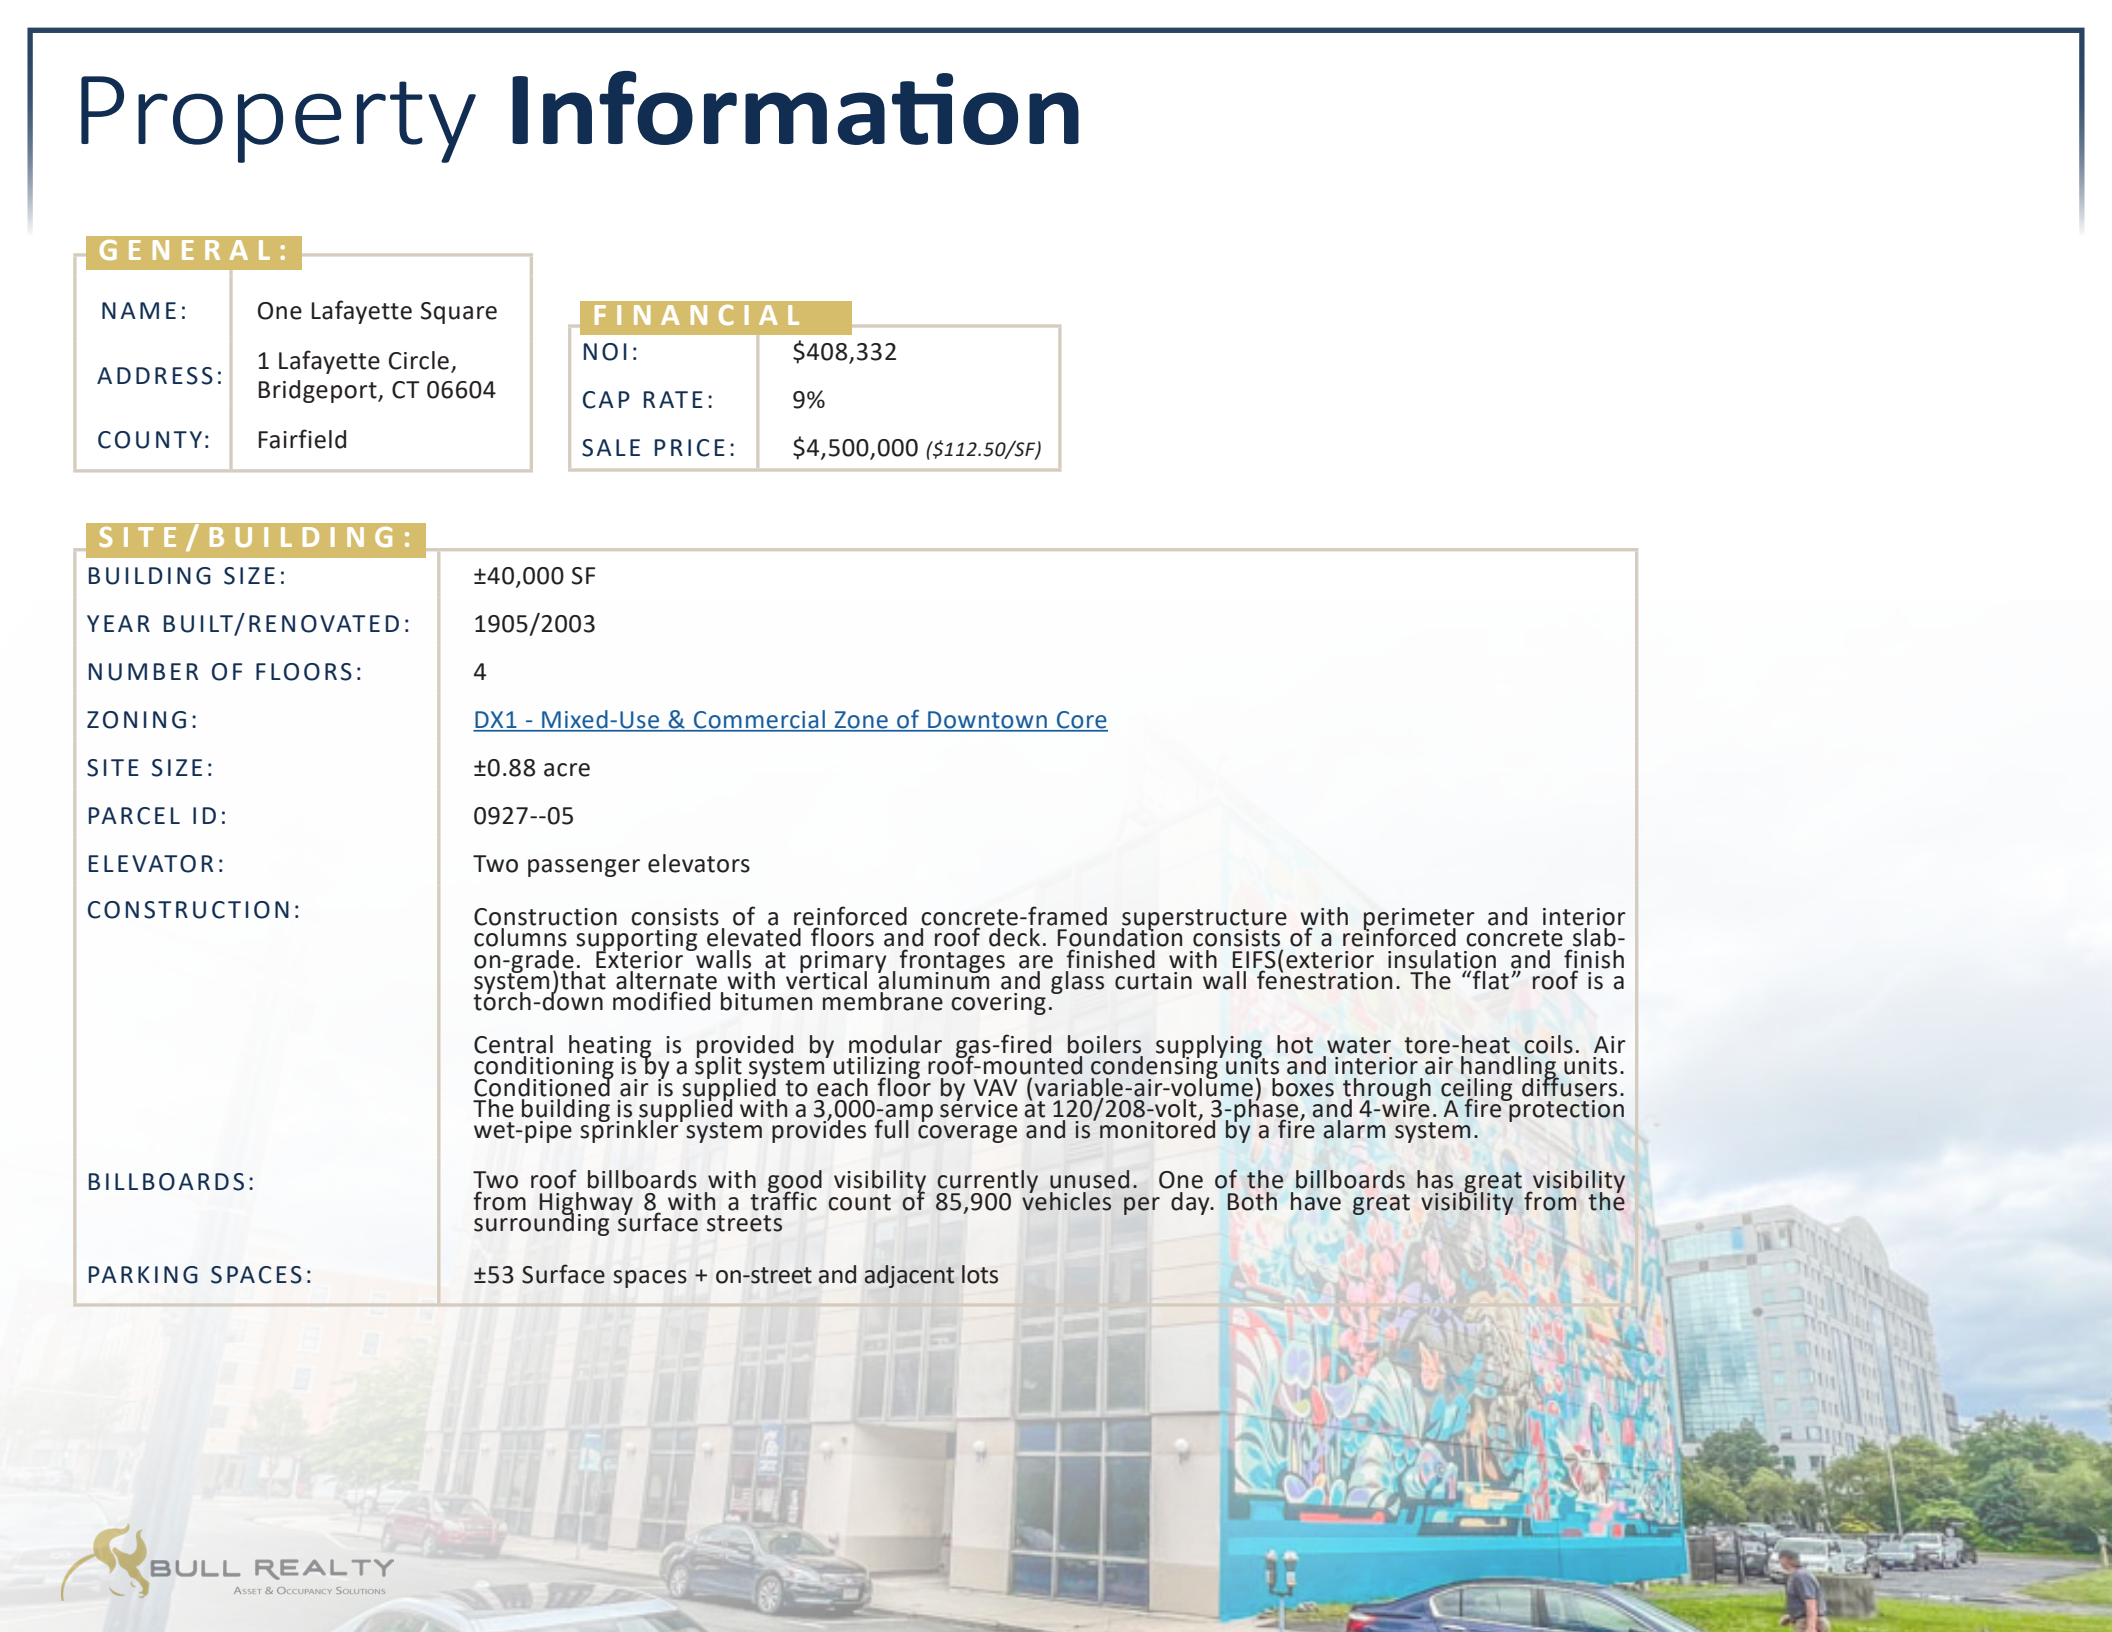 Property Information
GENERAL:
NAME: One Lafayette Square
ADDRESS: 1 Lafayette Circle,
Bridgeport, CT 06604
COUNTY: Fairfield
FINANCIAL
NOI: $408,332
CAP RATE: 9%
SALE PRICE: $4,500,000 ($112.50/SF)
SITE/BUILDING:
BUILDING SIZE: ±40,000 SF
YEAR BUILT/RENOVATED: 1905/2003
NUMBER OF FLOORS: 4
ZONING: DX1 - Mixed-Use & Commercial Zone of Downtown Core
SITE SIZE: ±0.88 acre
PARCEL ID: 0927--05
ELEVATOR: Two passenger elevators
CONSTRUCTION: Construction consists of a reinforced concrete-framed superstructure with perimeter and interior
columns supporting elevated floors and roof deck. Foundation consists of a reinforced concrete slab-
on-grade. Exterior walls at primary frontages are finished with EIFS(exterior insulation and finish
system)that alternate with vertical aluminum and glass curtain wall fenestration. The “flat” roof is a
torch-down modified bitumen membrane covering.
Central heating is provided by modular gas-fired boilers supplying hot water tore-heat coils. Air
conditioning is by a split system utilizing roof-mounted condensing units and interior air handling units.
Conditioned air is supplied to each floor by VAV (variable-air-volume) boxes through ceiling diffusers.
The building is supplied with a 3,000-amp service at 120/208-volt, 3-phase, and 4-wire. A fire protection
wet-pipe sprinkler system provides full coverage and is monitored by a fire alarm system.
BILLBOARDS: Two roof billboards with good visibility currently unused. One of the billboards has great visibility
from Highway 8 with a traffic count of 85,900 vehicles per day. Both have great visibility from the
surrounding surface streets
PARKING SPACES: ±53 Surface spaces + on-street and adjacent lots
BULL REALTY
ASSET & OCCUPANCY SOLUTIONS